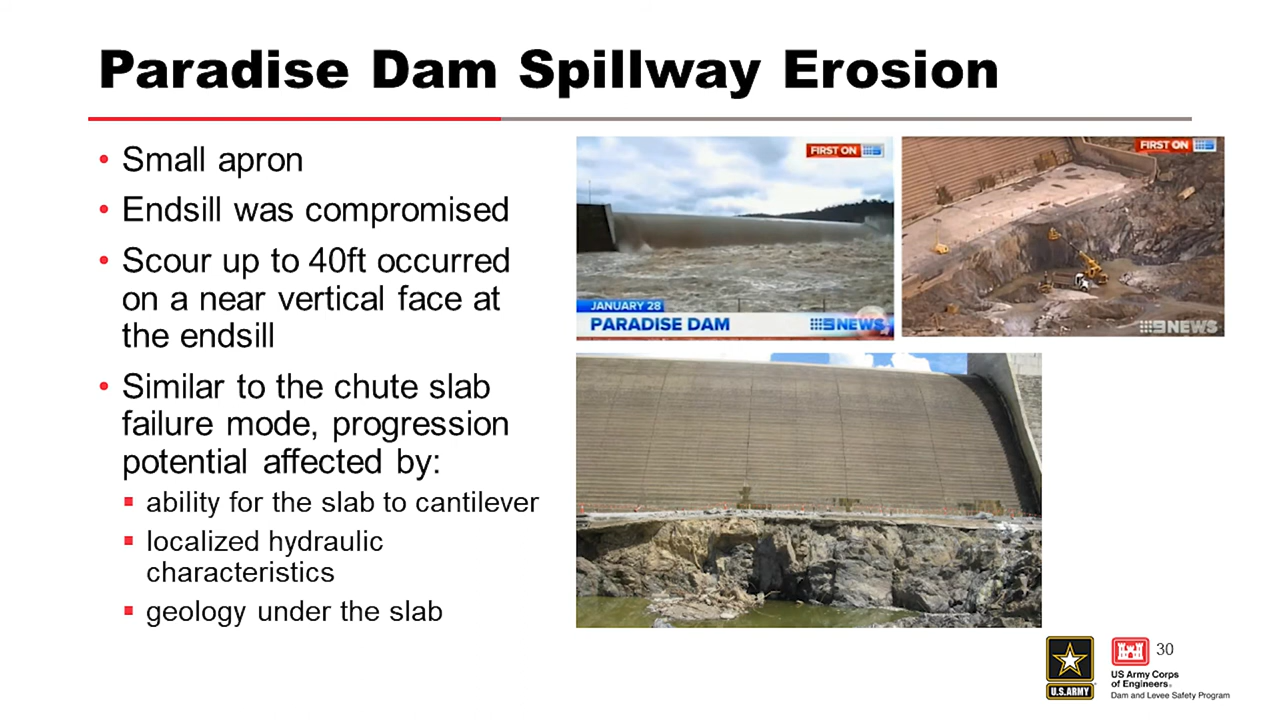 Paradise Dam Spillway Erosion
• Small apron
• Endsill was compromised
• Scour up to 40ft occurred
on a near vertical face at
the endsill
• Similar to the chute slab
failure mode, progression
potential affected by:
▪ ability for the slab to cantilever
▪ localized hydraulic
characteristics
▪ geology under the slab
FIRST ON 9
JANUARY 28
PARADISE DAM
9NEWS
FIRST ON 9
9NEWS
U.S. ARMY
30
US Army Corps
of Engineers®
Dam and Levee Safety Program